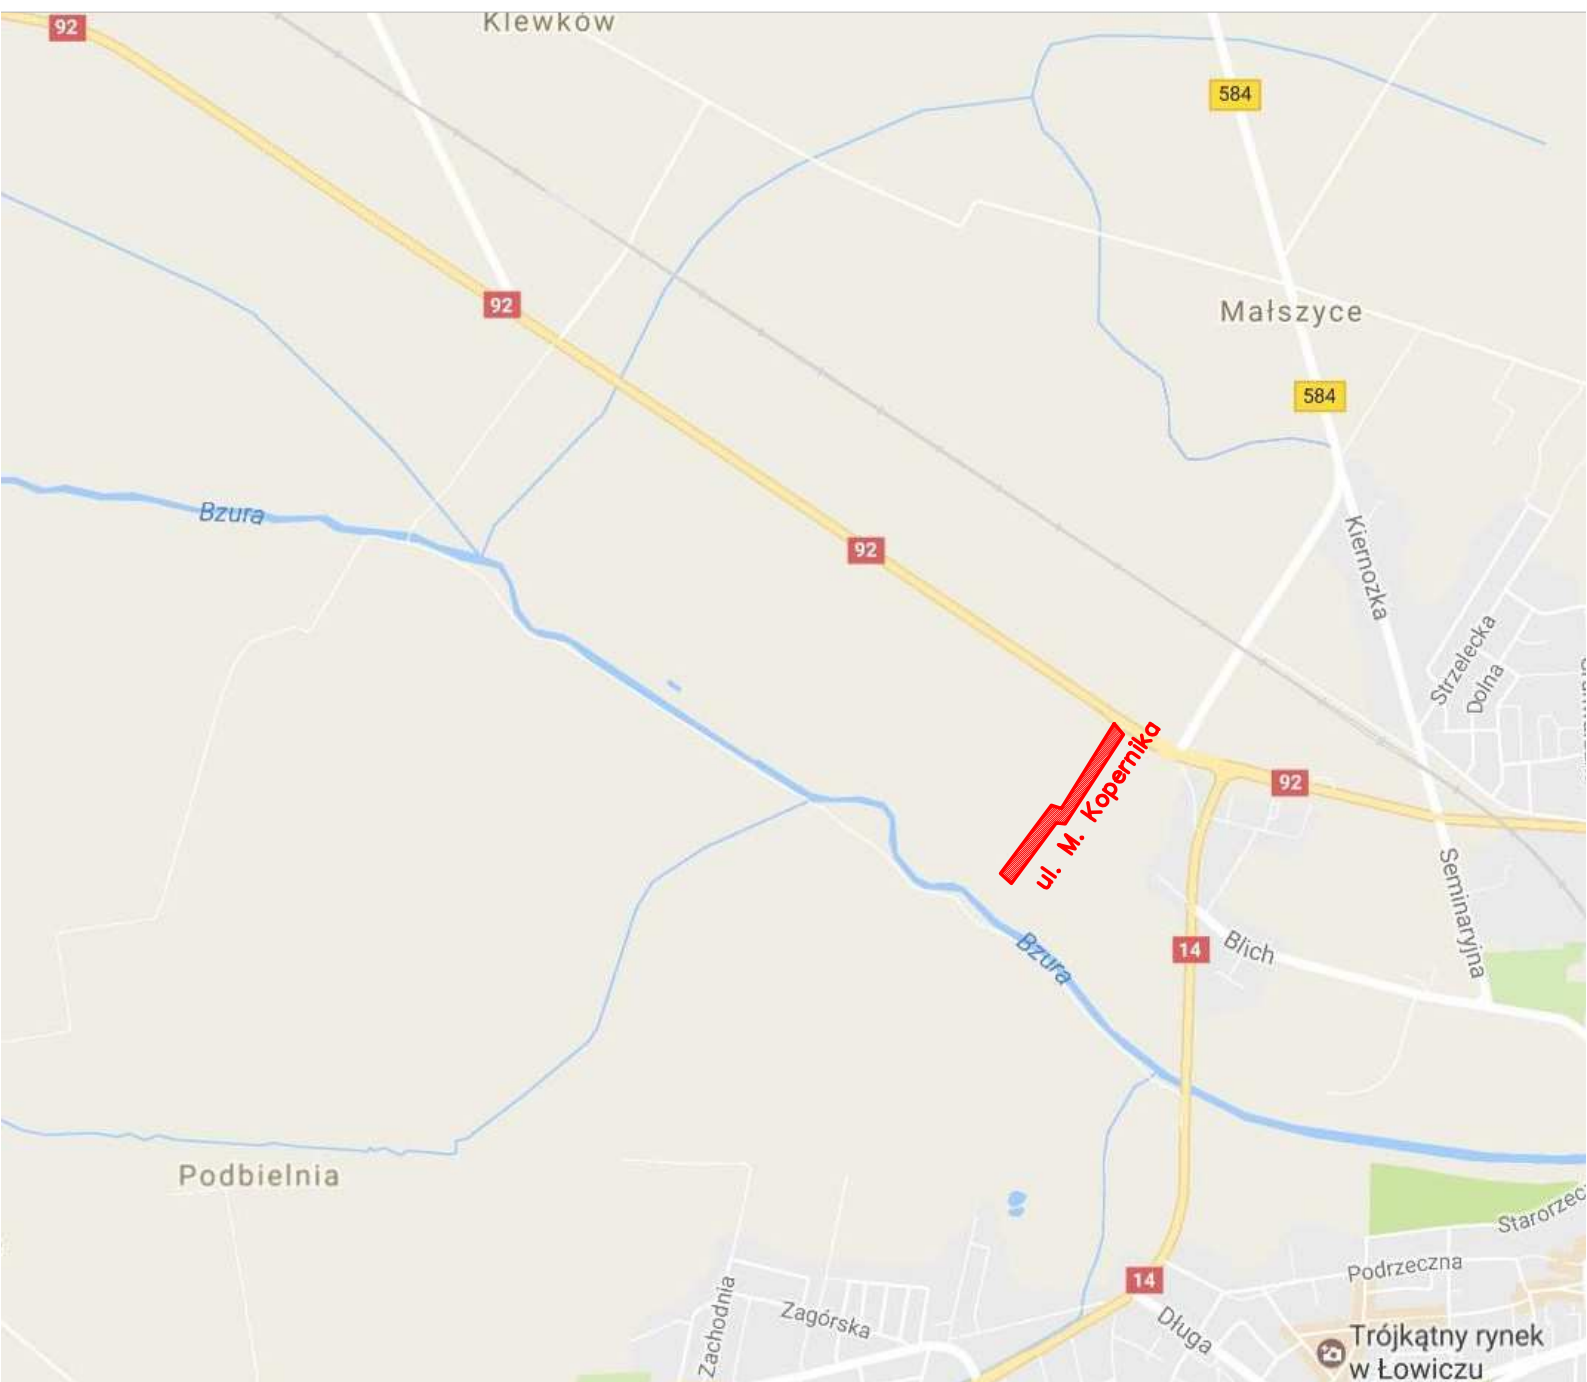 Klewków
92
584
92
Małszyce
584
Bzura
Kiernozka
92
Strzelecka
Dolna
ul. M. Kopernika
92
Seminaryjna
Blich
14
Bzura
Podbielnia
Starorzec
Podrzeczna
14
Zachodnia
Zagórska
Długa
Trójkątny rynek
w Łowiczu